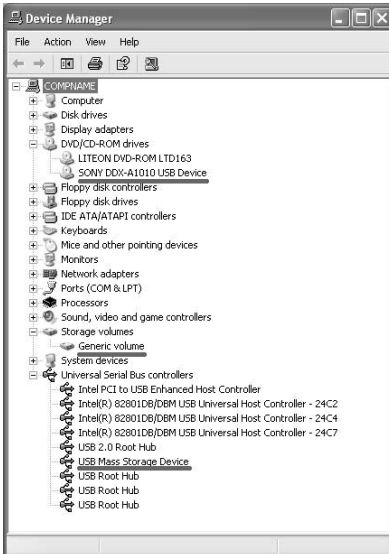 Device Manager
File Action View Help
COMPNAME
Computer
Disk drives
Display adapters
DVD/CD-ROM drives
LITEON DVD-ROM LTD163
SONY DDX-A1010 USB Device
Floppy disk controllers
Floppy disk drives
IDE ATA/ATAPI controllers
Keyboards
Mice and other pointing devices
Monitors
Network adapters
Ports (COM & LPT)
Processors
Sound, video and game controllers
Storage volumes
Generic volume
System devices
Universal Serial Bus controllers
Intel PCI to USB Enhanced Host Controller
Intel(R) 82801DB/DBM USB Universal Host Controller - 24C2
Intel(R) 82801DB/DBM USB Universal Host Controller - 24C4
Intel(R) 82801DB/DBM USB Universal Host Controller - 24C7
USB 2.0 Root Hub
USB Mass Storage Device
USB Root Hub
USB Root Hub
USB Root Hub